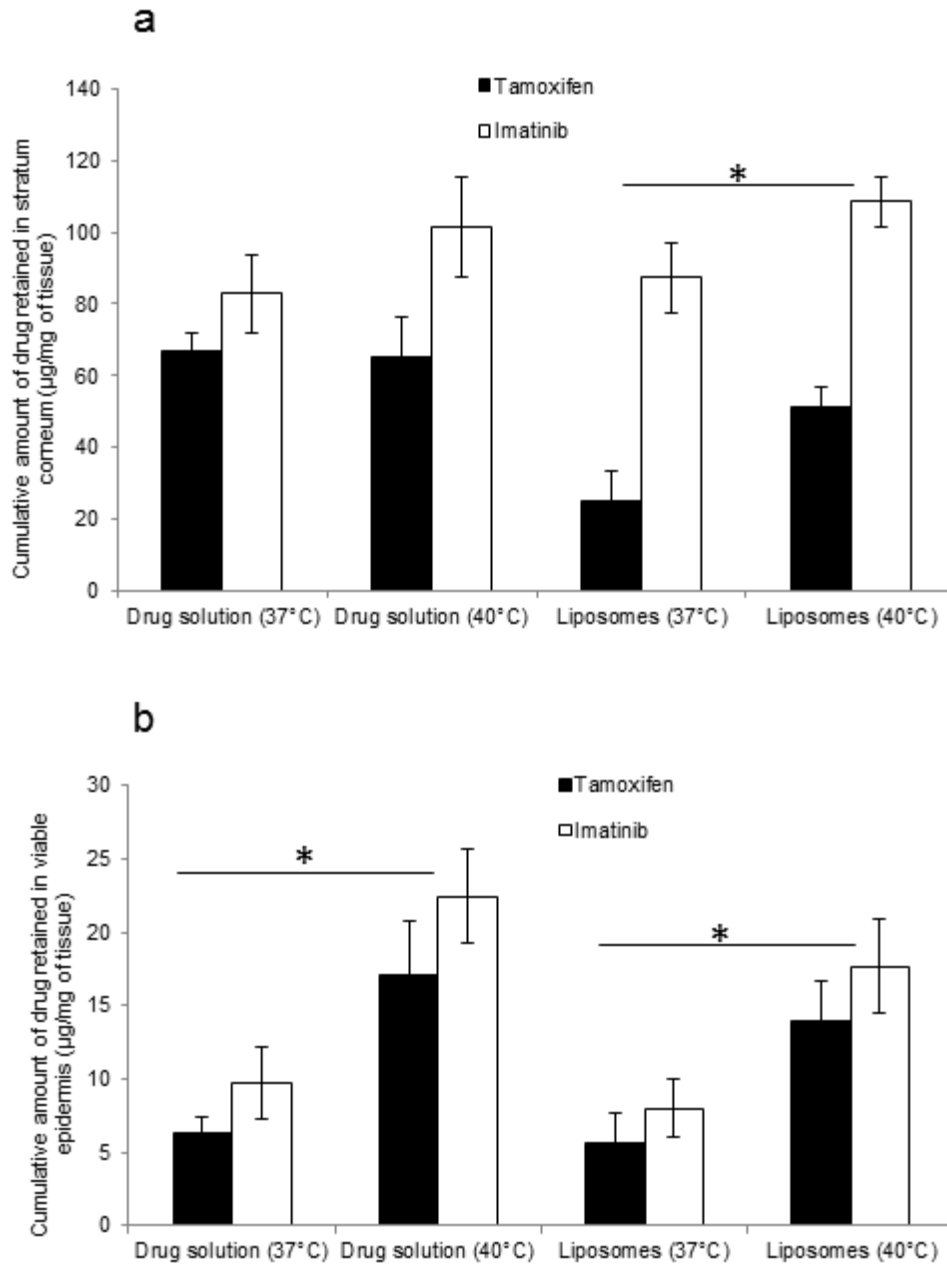 a
Cumulative amount of drug retained in stratum
corneum (µg/mg of tissue)
140
120
100
80
60
40
20
0
Tamoxifen
Imatinib
*
Drug solution (37°C)
Drug solution (40°C)
Liposomes (37°C)
Liposomes (40°C)
b
Cumulative amount of drug retained in viable
epidermis (µg/mg of tissue)
30
25
20
15
10
5
0
Tamoxifen
Imatinib
*
*
Drug solution (37°C)
Drug solution (40°C)
Liposomes (37°C)
Liposomes (40°C)